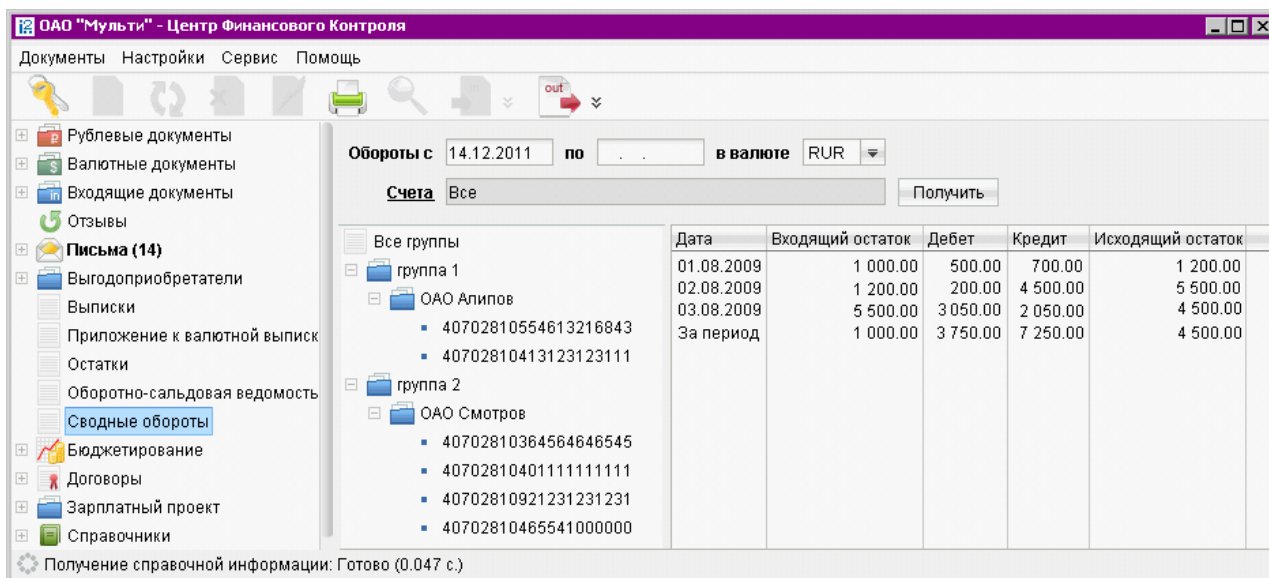 ОАО "Мульти" - Центр Финансового Контроля
Документы Настройки Сервис Помощь
in
out
Рублевые документы
Валютные документы
Входящие документы
Отзывы
Письма (14)
Выгодоприобретатели
Выписки
Приложение к валютной выписк
Остатки
Оборотно-сальдовая ведомость
Сводные обороты
Бюджетирование
Договоры
Зарплатный проект
Справочники
Обороты с 14.12.2011 по . . в валюте RUR
Счета Все Получить
Все группы
группа 1
ОАО Алипов
40702810554613216843
40702810413123123111
группа 2
ОАО Смотров
40702810364564646545
40702810401111111111
40702810921231231231
40702810465541000000
Дата Входящий остаток Дебет Кредит Исходящий остаток
01.08.2009 1 000.00 500.00 700.00 1 200.00
02.08.2009 1 200.00 200.00 4 500.00 5 500.00
03.08.2009 5 500.00 3 050.00 2 050.00 4 500.00
За период 1 000.00 3 750.00 7 250.00 4 500.00
Получение справочной информации: Готово (0.047 с.)